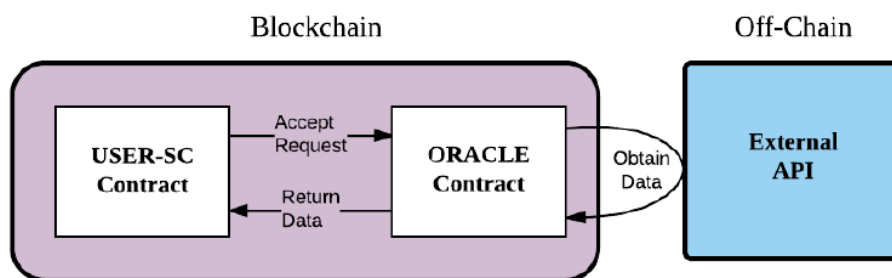 Blockchain
Off-Chain
USER-SC
Contract
Accept
Request
Return
Data
ORACLE
Contract
Obtain
Data
External
API